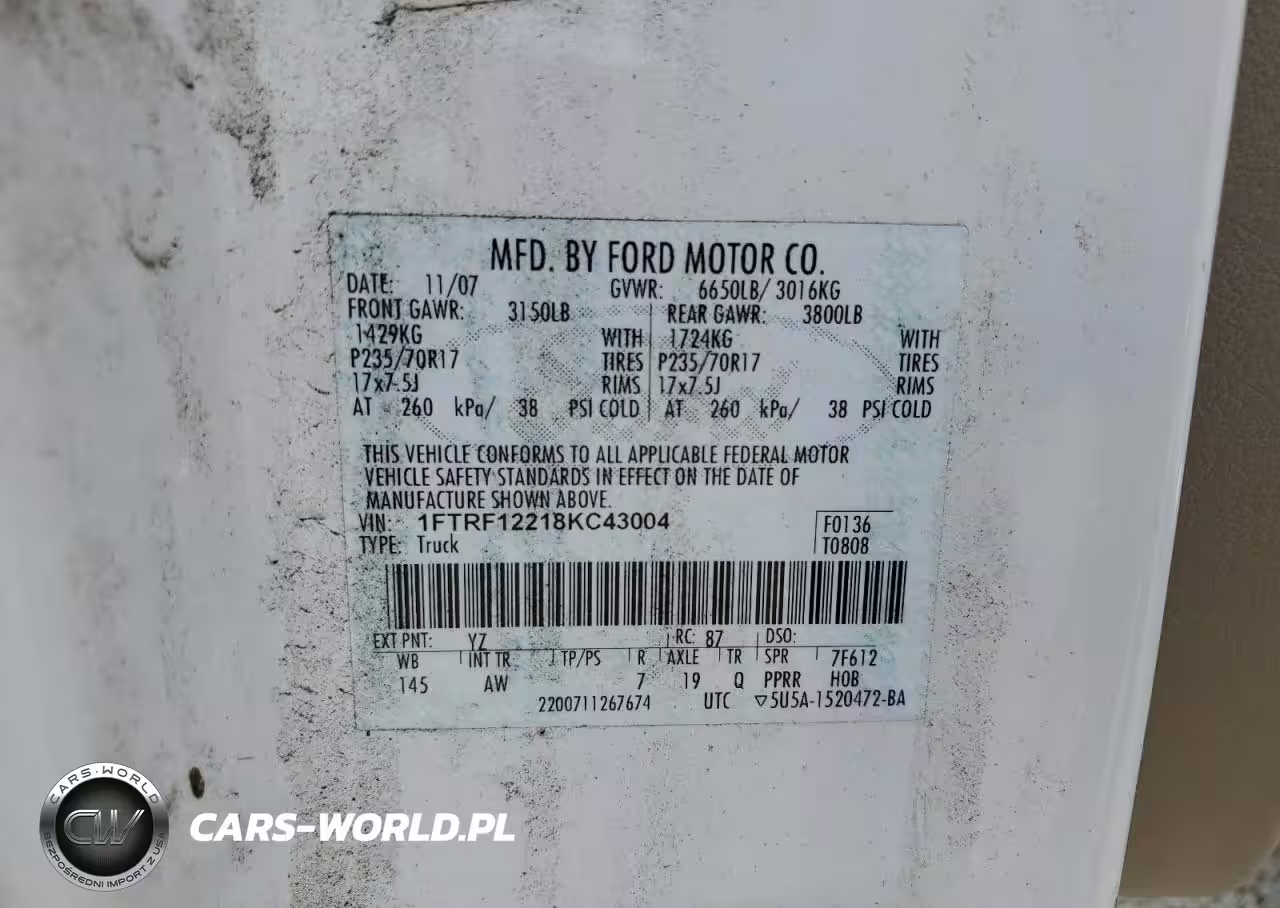 MFD. BY FORD MOTOR CO.
DATE: 11/07 GVWR: 6650LB/ 3016KG
FRONT GAWR: 3150LB REAR GAWR: 3800LB
1429KG WITH 1724KG WITH
P235/70R17 TIRES P235/70R17 TIRES
17x7.5J RIMS 17x7.5J RIMS
AT 260 kPa/ 38 PSI COLD AT 260 kPa/ 38 PSI COLD
THIS VEHICLE CONFORMS TO ALL APPLICABLE FEDERAL MOTOR
VEHICLE SAFETY STANDARDS IN EFFECT ON THE DATE OF
MANUFACTURE SHOWN ABOVE.
VIN: 1FTRF12218KC43004 F0136
TYPE: Truck T0808
EXT PNT: YZ RC: 87 DSO:
WB INT TR TP/PS R AXLE TR SPR 7F612
145 AW 7 19 Q PPRR H0B
2200711267674 UTC ▽5U5A-1520472-BA
CARS-WORLD
CW
BEZPOŚREDNI IMPORT Z USA
CARS-WORLD.PL